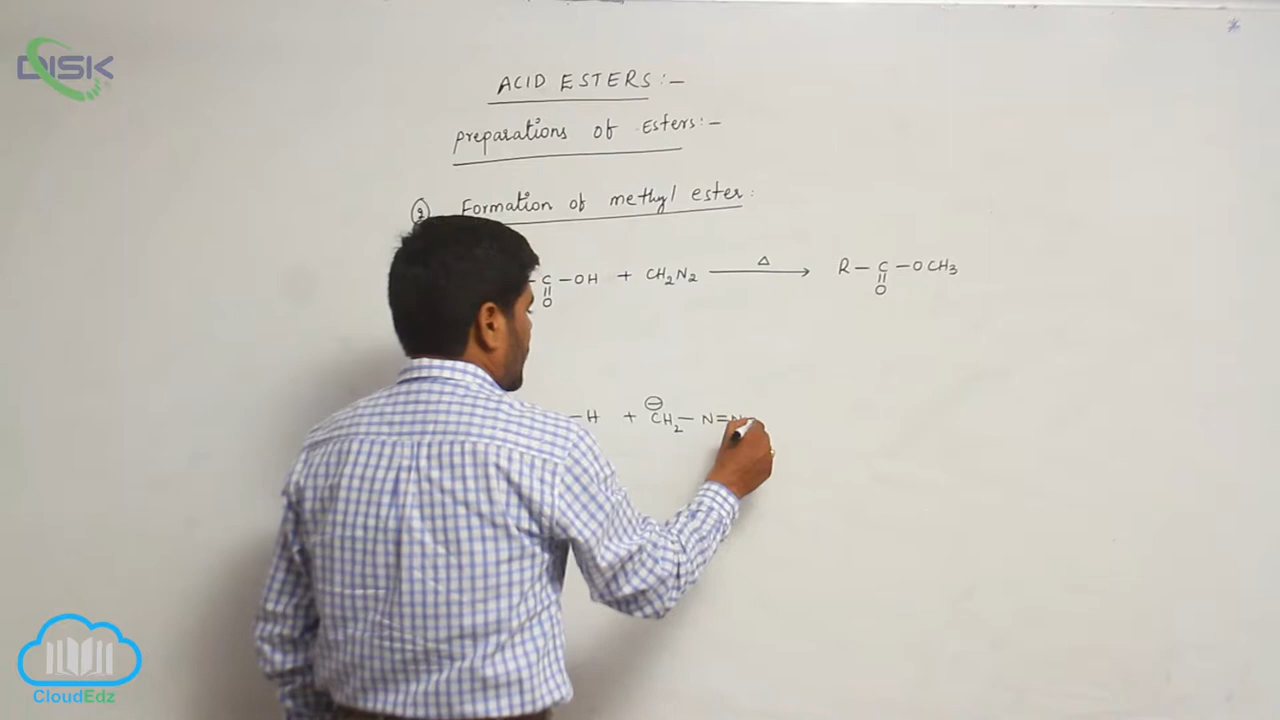 DISK
*
ACID ESTERS:-
preparations of Esters:-
Formation of methyl ester:
C-OH + CH2N2 ⟶ R-C-OCH3
Δ
O
O
-H + CH2-N=N
⊖
CloudEdz